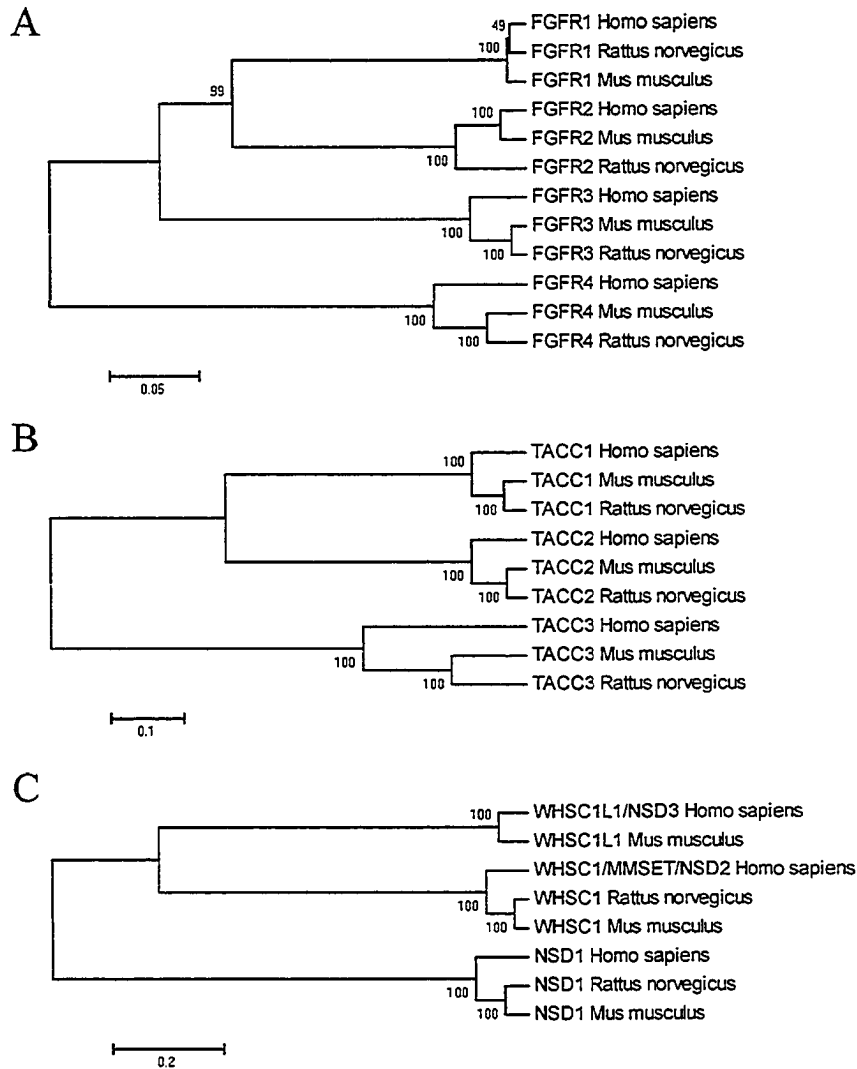 A
49 FGFR1 Homo sapiens
100 FGFR1 Rattus norvegicus
FGFR1 Mus musculus
99
100 FGFR2 Homo sapiens
FGFR2 Mus musculus
100 FGFR2 Rattus norvegicus
FGFR3 Homo sapiens
100 FGFR3 Mus musculus
100 FGFR3 Rattus norvegicus
FGFR4 Homo sapiens
100 FGFR4 Mus musculus
100 FGFR4 Rattus norvegicus
0.05
B
100 TACC1 Homo sapiens
TACC1 Mus musculus
100 TACC1 Rattus norvegicus
TACC2 Homo sapiens
100 TACC2 Mus musculus
100 TACC2 Rattus norvegicus
TACC3 Homo sapiens
100 TACC3 Mus musculus
100 TACC3 Rattus norvegicus
0.1
C
100 WHSC1L1/NSD3 Homo sapiens
WHSC1L1 Mus musculus
WHSC1/MMSET/NSD2 Homo sapiens
100 WHSC1 Rattus norvegicus
100 WHSC1 Mus musculus
NSD1 Homo sapiens
100 NSD1 Rattus norvegicus
100 NSD1 Mus musculus
0.2